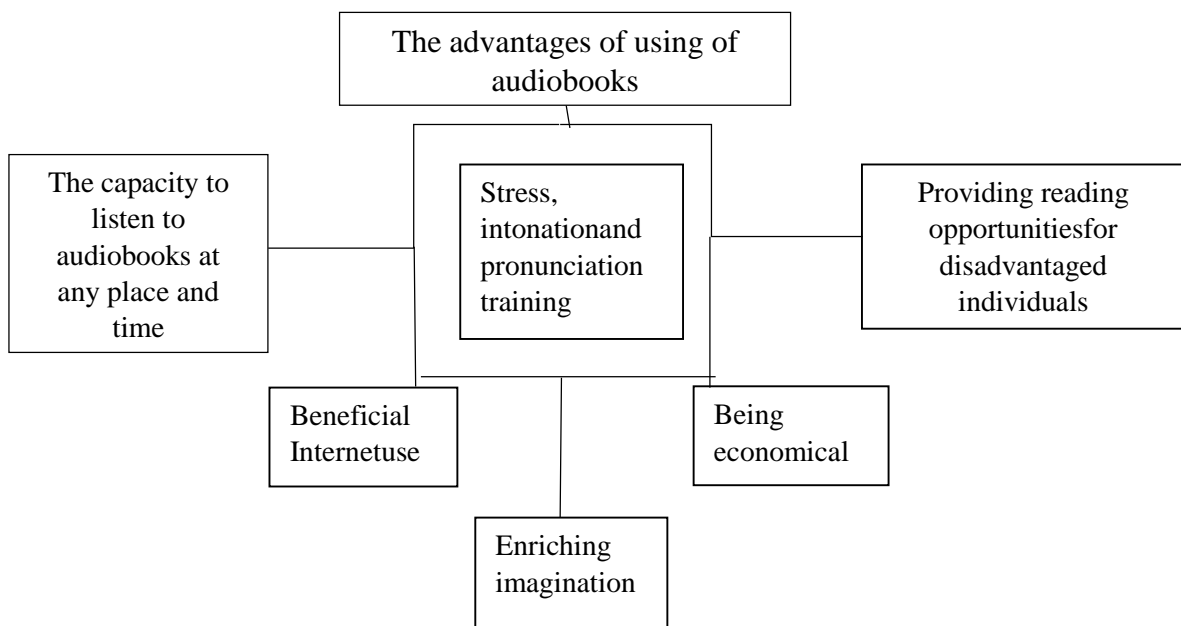 The advantages of using of
audiobooks
The capacity to
listen to
audiobooks at
any place and
time
Stress,
intonationand
pronunciation
training
Providing reading
opportunitiesfor
disadvantaged
individuals
Beneficial
Internetuse
Being
economical
Enriching
imagination